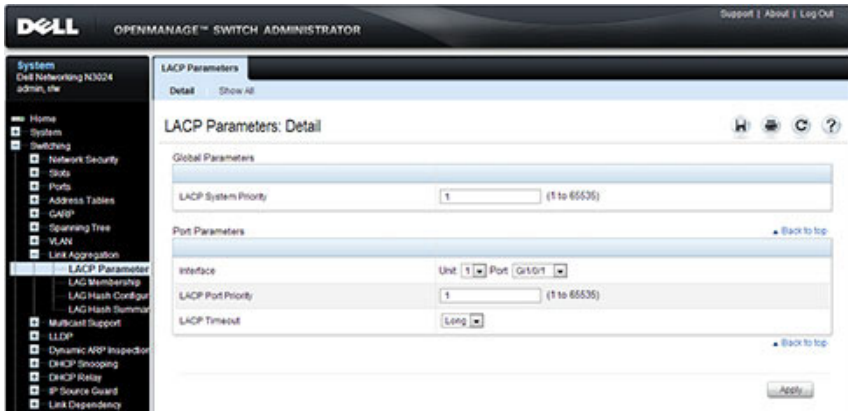 Support | About | Log Out
DELL OPENMANAGE™ SWITCH ADMINISTRATOR
System
Dell Networking N3024
admin, r/w
Home
System
Switching
Network Security
Slots
Ports
Address Tables
GARP
Spanning Tree
VLAN
Link Aggregation
LACP Parameter
LAG Membership
LAG Hash Configur
LAG Hash Summar
Multicast Support
LLDP
Dynamic ARP Inspection
DHCP Snooping
DHCP Relay
IP Source Guard
Link Dependency
LACP Parameters
Detail Show All
LACP Parameters: Detail
Global Parameters
LACP System Priority 1 (1 to 65535)
Port Parameters Back to top
Interface Unit 1 Port Gi1/0/1
LACP Port Priority 1 (1 to 65535)
LACP Timeout Long
Back to top
Apply